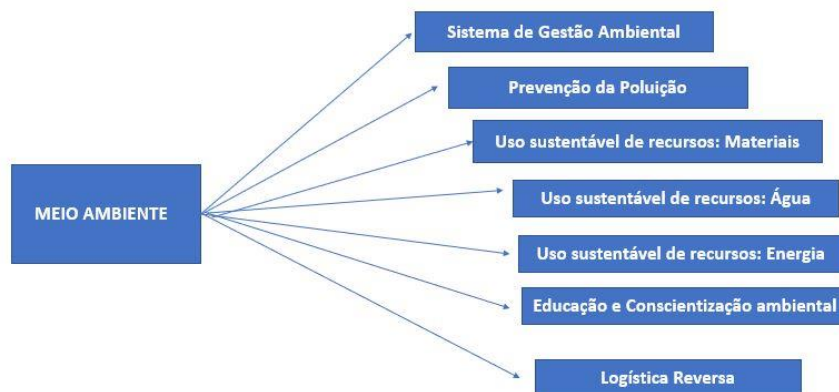 Sistema de Gestão Ambiental
Prevenção da Poluição
Uso sustentável de recursos: Materiais
MEIO AMBIENTE
Uso sustentável de recursos: Água
Uso sustentável de recursos: Energia
Educação e Conscientização ambiental
Logística Reversa